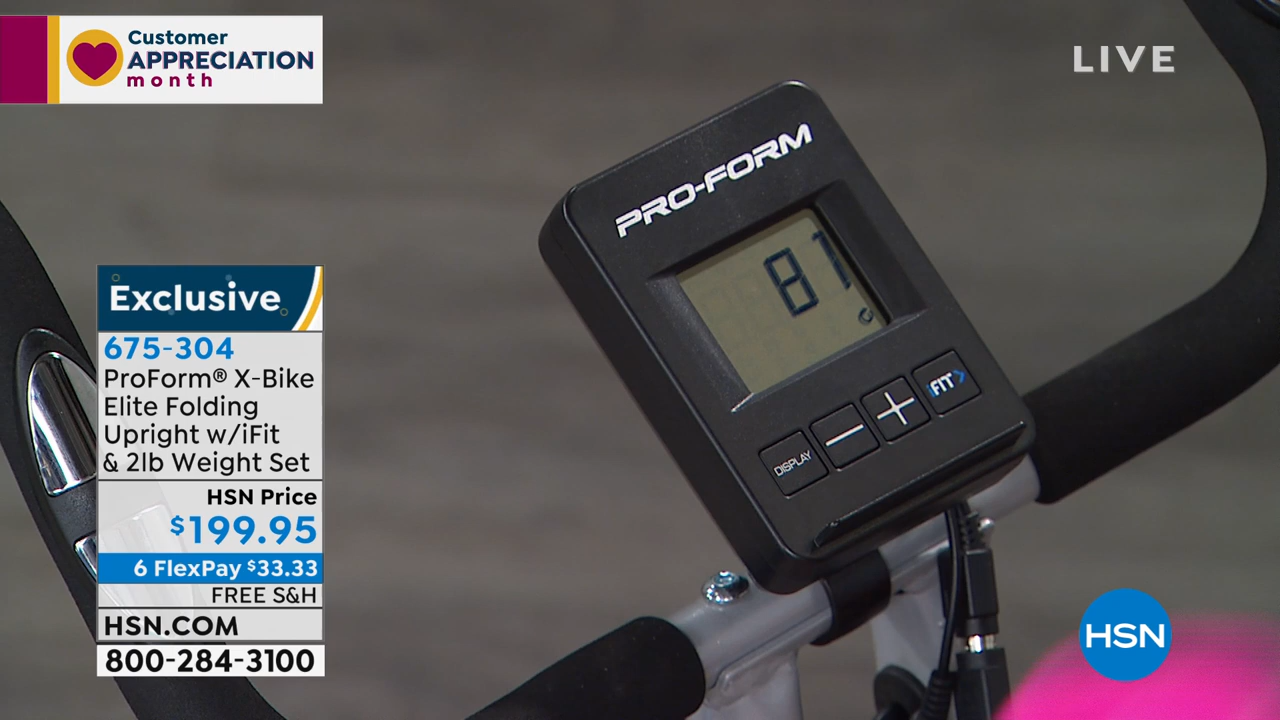 Customer
APPRECIATION
month
LIVE
PRO-FORM
81
DISPLAY
iFIT
Exclusive
675-304
ProForm® X-Bike
Elite Folding
Upright w/iFit
& 2lb Weight Set
HSN Price
$199.95
6 FlexPay $33.33
FREE S&H
HSN.COM
800-284-3100
HSN